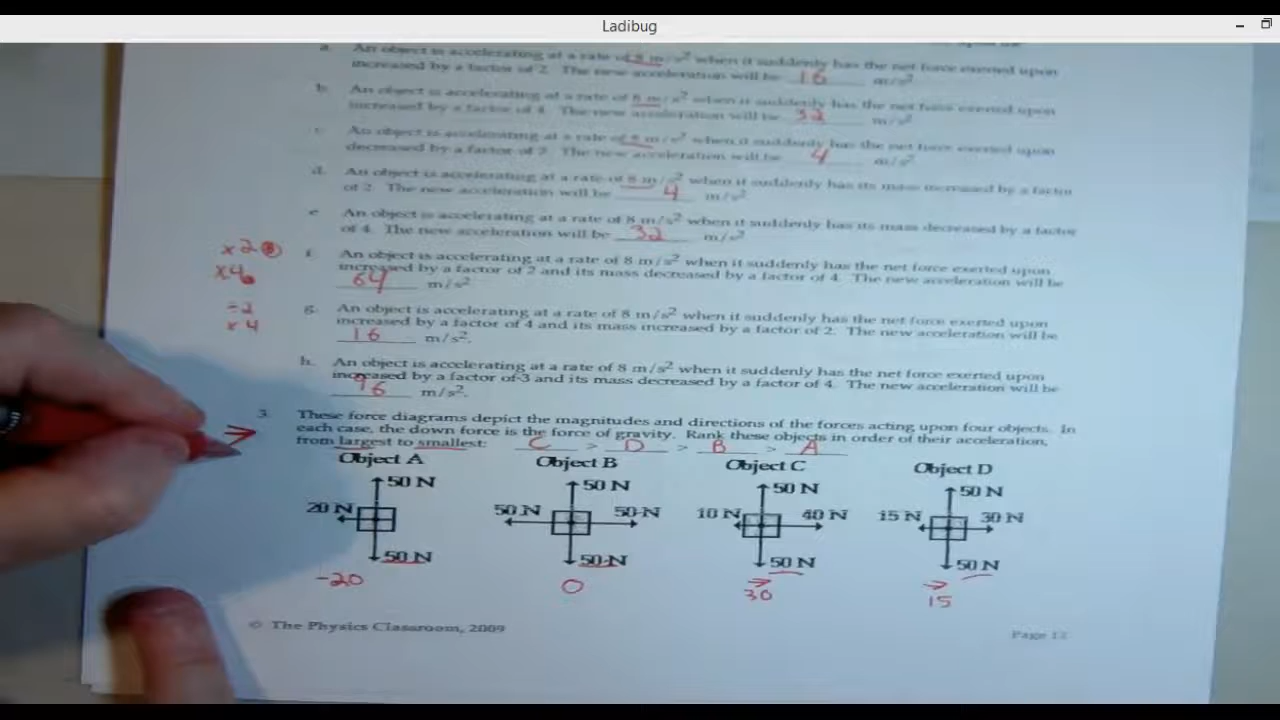 Ladibug
a. An object is accelerating at a rate of 8 m/s² when it suddenly has the net force exerted upon
increased by a factor of 2. The new acceleration will be 16 m/s²
b. An object is accelerating at a rate of 8 m/s² when it suddenly has the net force exerted upon
increased by a factor of 4. The new acceleration will be 32 m/s²
c. An object is accelerating at a rate of 8 m/s² when it suddenly has the net force exerted upon
decreased by a factor of 2. The new acceleration will be 4 m/s²
d. An object is accelerating at a rate of 8 m/s² when it suddenly has its mass increased by a factor
of 2. The new acceleration will be 4 m/s²
e. An object is accelerating at a rate of 8 m/s² when it suddenly has its mass decreased by a factor
of 4. The new acceleration will be 32 m/s²
x2
f. An object is accelerating at a rate of 8 m/s² when it suddenly has the net force exerted upon
x4
increased by a factor of 2 and its mass decreased by a factor of 4. The new acceleration will be
64 m/s²
÷2
g. An object is accelerating at a rate of 8 m/s² when it suddenly has the net force exerted upon
x4
increased by a factor of 4 and its mass increased by a factor of 2. The new acceleration will be
16 m/s².
h. An object is accelerating at a rate of 8 m/s² when it suddenly has the net force exerted upon
increased by a factor of 3 and its mass decreased by a factor of 4. The new acceleration will be
96 m/s².
3. These force diagrams depict the magnitudes and directions of the forces acting upon four objects. In
each case, the down force is the force of gravity. Rank these objects in order of their acceleration,
from largest to smallest: C > D > B > A
Object A Object B Object C Object D
50 N 50 N 50 N 50 N
20 N 50 N 50 N 10 N 40 N 15 N 30 N
50 N 50 N 50 N 50 N
-20 0 30 15
© The Physics Classroom, 2009 Page 13